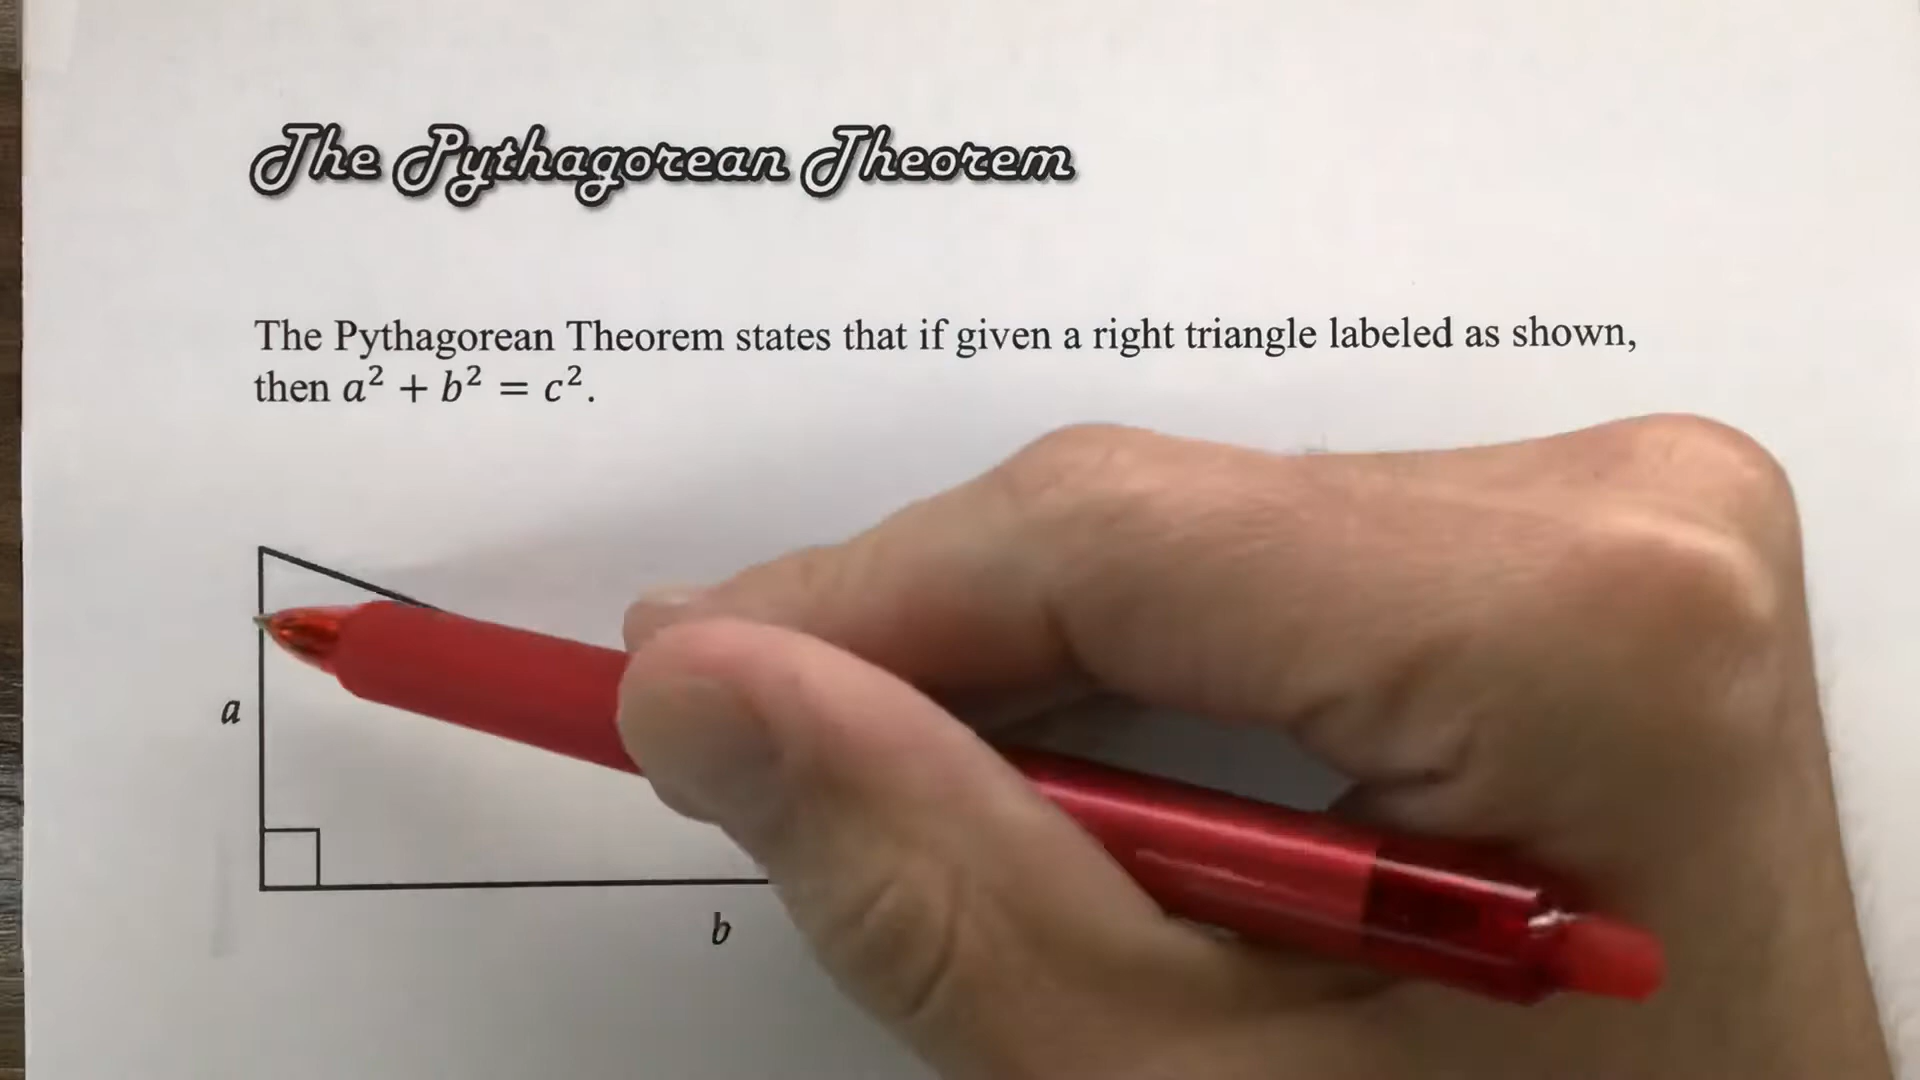 The Pythagorean Theorem
The Pythagorean Theorem states that if given a right triangle labeled as shown,
then a² + b² = c².
a
b